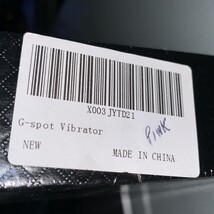 X003JYTD21
G-spot Vibrator
Pink
NEW
MADE IN CHINA